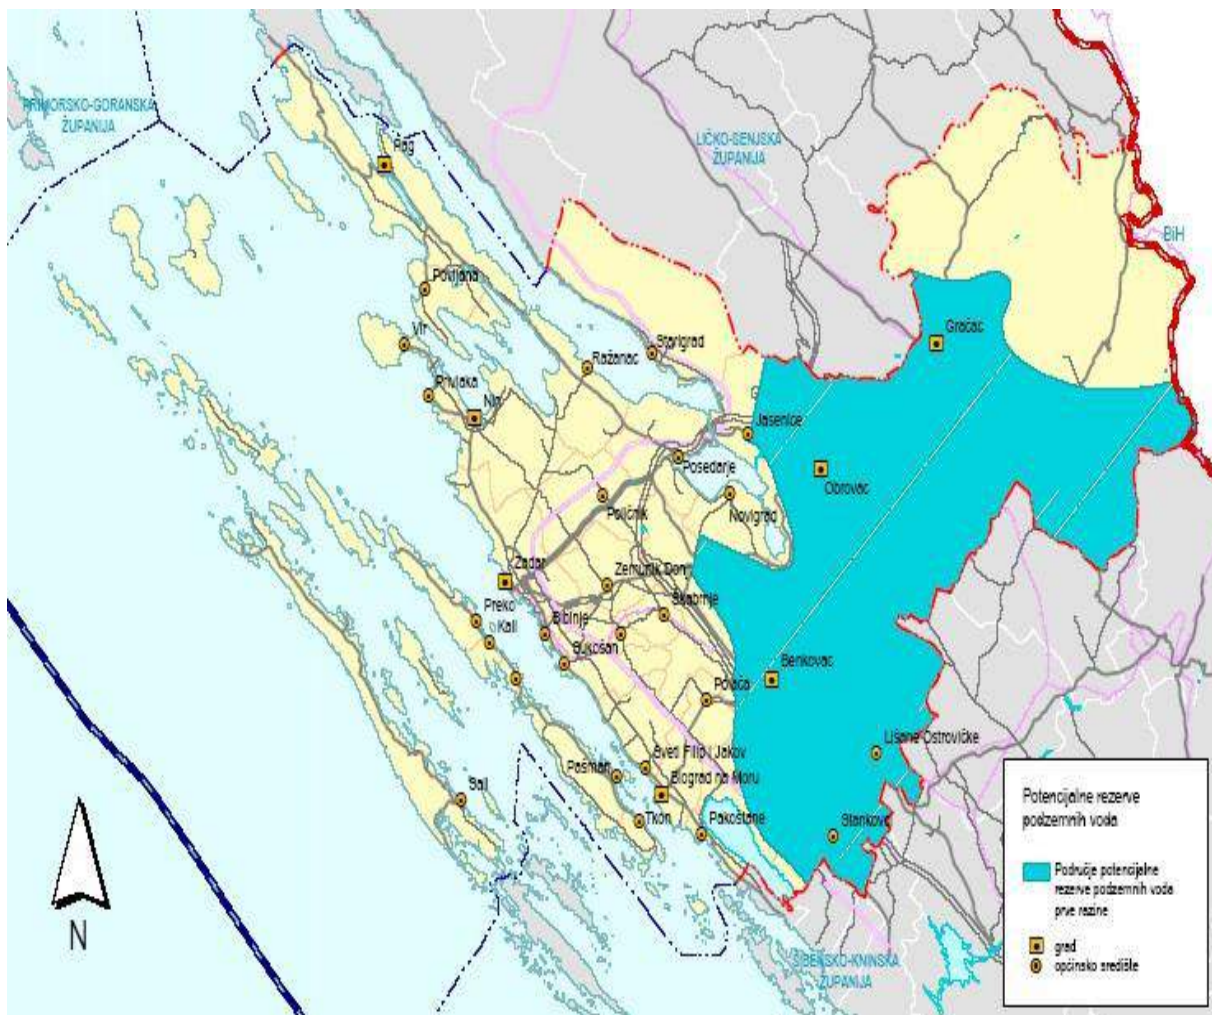 PRIMORSKO-GORANSKA
ŽUPANIJA
Pag
LIČKO-SENJSKA
ŽUPANIJA
BiH
Povljana
Vir
Gračac
Starigrad
Ražanac
Privlaka
Nin
Jasenice
Posedarje
Obrovac
Poličnik
Novigrad
Zadar
Zemunik Donj
Preko
Škabrnje
Kali
Bibinje
Sukošan
Benkovac
Polača
Lišane Ostrovičke
Sveti Filip i Jakov
Pašman
Biograd na Moru
Sali
Tkon
Pakoštane
Stankovc
ŠIBENSKO-KNINSKA
ŽUPANIJA
N
Potencijalne rezerve
podzemnih voda
Područje potencijalne
rezerve podzemnih voda
prve razine
grad
općinsko središte